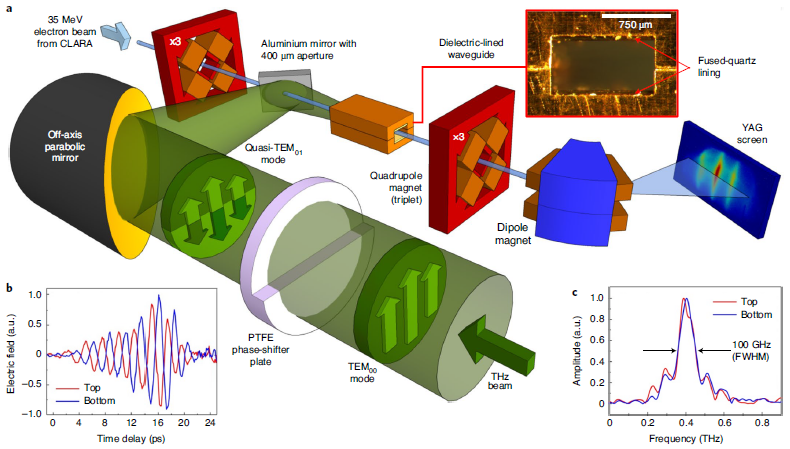 a
35 MeV
electron beam
from CLARA
x3
Aluminium mirror with
400 μm aperture
Dielectric-lined
waveguide
750 μm
Fused-quartz
lining
Off-axis
parabolic
mirror
Quasi-TEM01
mode
x3
Quadrupole
magnet
(triplet)
YAG
screen
Dipole
magnet
PTFE
phase-shifter
plate
TEM00
mode
THz
beam
b
1.0
0.5
0
−0.5
−1.0
Electric field (a.u.)
Top
Bottom
0 4 8 12 16 20 24
Time delay (ps)
c
1.0
0.8
0.6
0.4
0.2
0
Amplitude (a.u.)
Top
Bottom
100 GHz
(FWHM)
0 0.2 0.4 0.6 0.8
Frequency (THz)